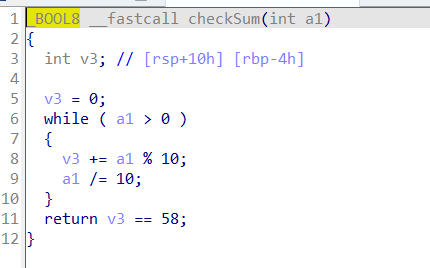 1 _BOOL8 __fastcall checkSum(int a1)
2 {
3 int v3; // [rsp+10h] [rbp-4h]
4
5 v3 = 0;
6 while ( a1 > 0 )
7 {
8 v3 += a1 % 10;
9 a1 /= 10;
10 }
11 return v3 == 58;
12 }